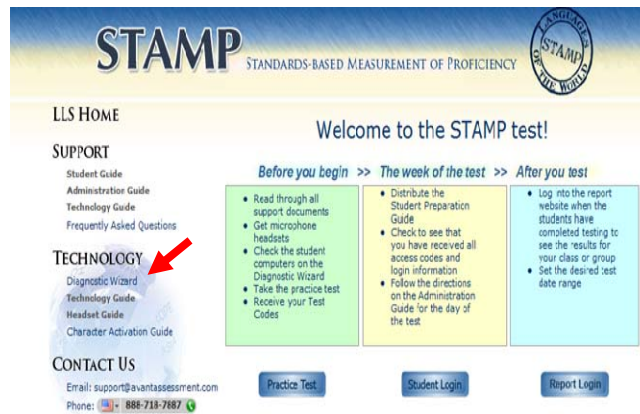 STAMP STANDARDS-BASED MEASUREMENT OF PROFICIENCY
LANGUAGES
STAMP
OF THE WORLD
LLS HOME
Welcome to the STAMP test!
SUPPORT
Student Guide
Administration Guide
Technology Guide
Frequently Asked Questions
TECHNOLOGY
Diagnostic Wizard
Technology Guide
Headset Guide
Character Activation Guide
CONTACT US
Email: support@avantassessment.com
Phone: 888-718-7887
Before you begin >> The week of the test >> After you test
• Read through all
support documents
• Get microphone
headsets
• Check the student
computers on the
Diagnostic Wizard
• Take the practice test
• Receive your Test
Codes
• Distribute the
Student Preparation
Guide
• Check to see that
you have received all
access codes and
login information
• Follow the directions
on the Administration
Guide for the day of
the test
• Log into the report
website when the
students have
completed testing to
see the results for
your class or group
• Set the desired test
date range
Practice Test
Student Login
Report Login